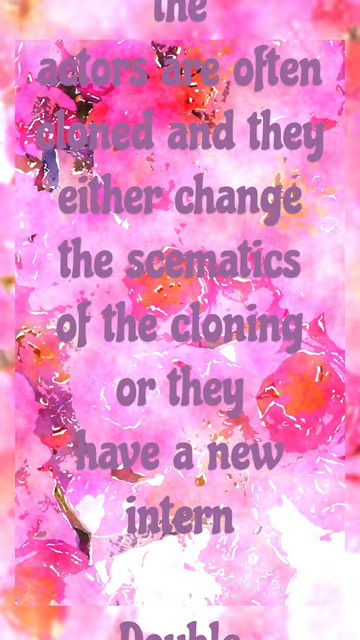 the
actors are often
cloned and they
either change
the scematics
of the cloning
or they
have a new
intern
Double